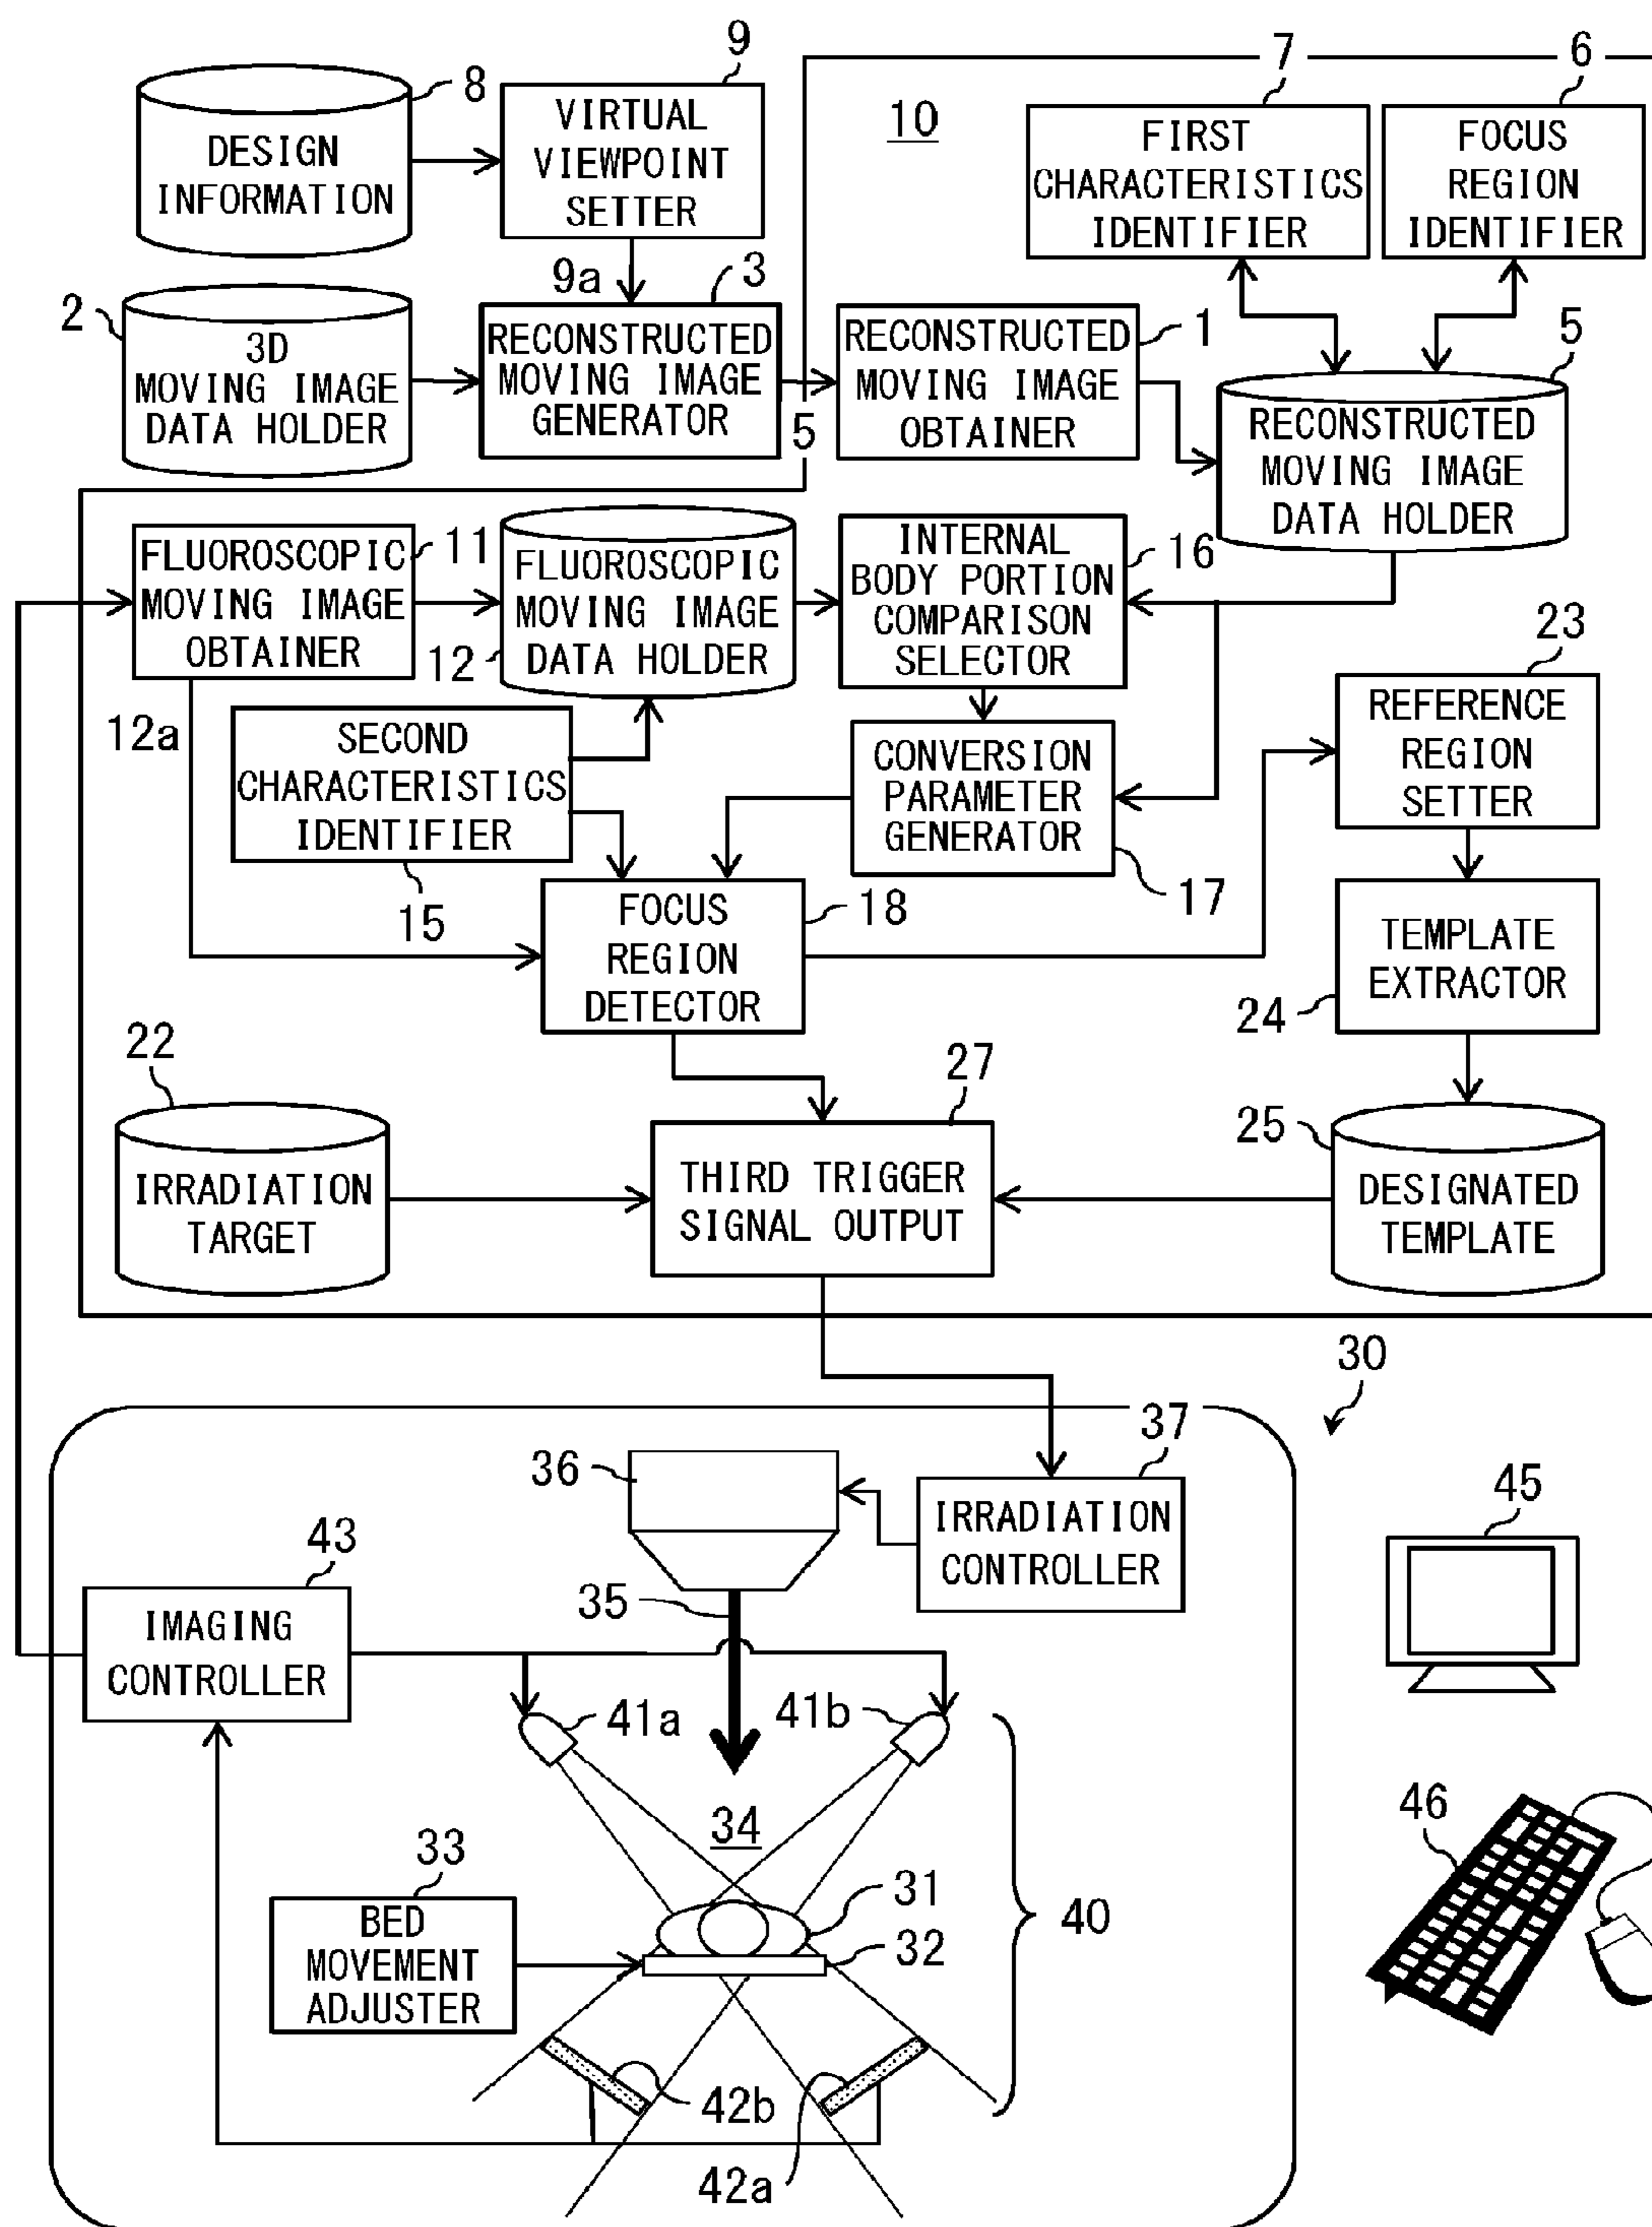 9
7
6
8
VIRTUAL
VIEWPOINT
SETTER
10
FIRST
CHARACTERISTICS
IDENTIFIER
FOCUS
REGION
IDENTIFIER
DESIGN
INFORMATION
9a
3
2
3D
MOVING IMAGE
DATA HOLDER
RECONSTRUCTED
MOVING IMAGE
GENERATOR
5
RECONSTRUCTED
MOVING IMAGE
OBTAINER
1
5
RECONSTRUCTED
MOVING IMAGE
DATA HOLDER
FLUOROSCOPIC
MOVING IMAGE
OBTAINER
11
12
FLUOROSCOPIC
MOVING IMAGE
DATA HOLDER
INTERNAL
BODY PORTION
COMPARISON
SELECTOR
16
23
12a
SECOND
CHARACTERISTICS
IDENTIFIER
15
CONVERSION
PARAMETER
GENERATOR
17
REFERENCE
REGION
SETTER
FOCUS
REGION
DETECTOR
18
TEMPLATE
EXTRACTOR
24
22
27
25
IRRADIATION
TARGET
THIRD TRIGGER
SIGNAL OUTPUT
DESIGNATED
TEMPLATE
30
37
36
IRRADIATION
CONTROLLER
45
43
35
IMAGING
CONTROLLER
41a
41b
34
46
33
31
40
BED
MOVEMENT
ADJUSTER
32
42b
42a